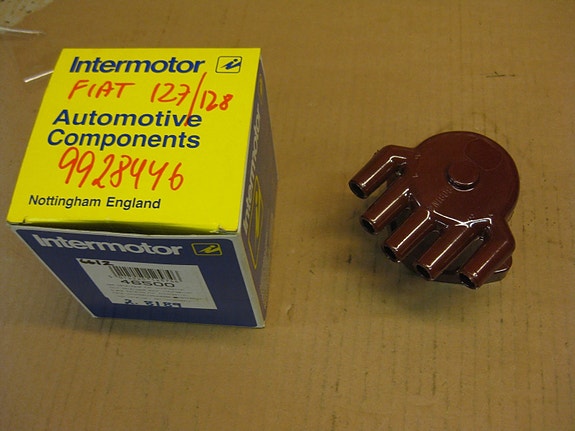 Intermotor
FIAT 127/128
Automotive
Components
9928446
Nottingham England
Intermotor
46500